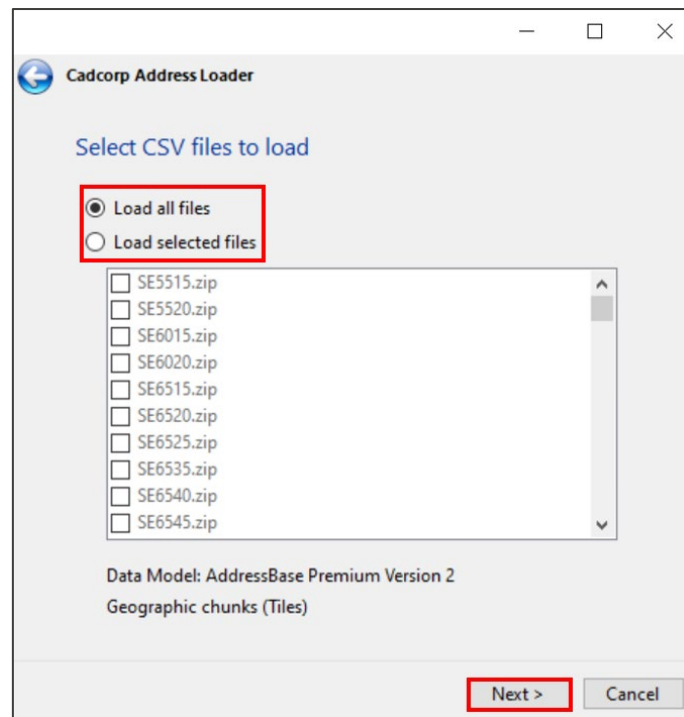 Cadcorp Address Loader
Select CSV files to load
Load all files
Load selected files
SE5515.zip
SE5520.zip
SE6015.zip
SE6020.zip
SE6515.zip
SE6520.zip
SE6525.zip
SE6535.zip
SE6540.zip
SE6545.zip
Data Model: AddressBase Premium Version 2
Geographic chunks (Tiles)
Next > Cancel